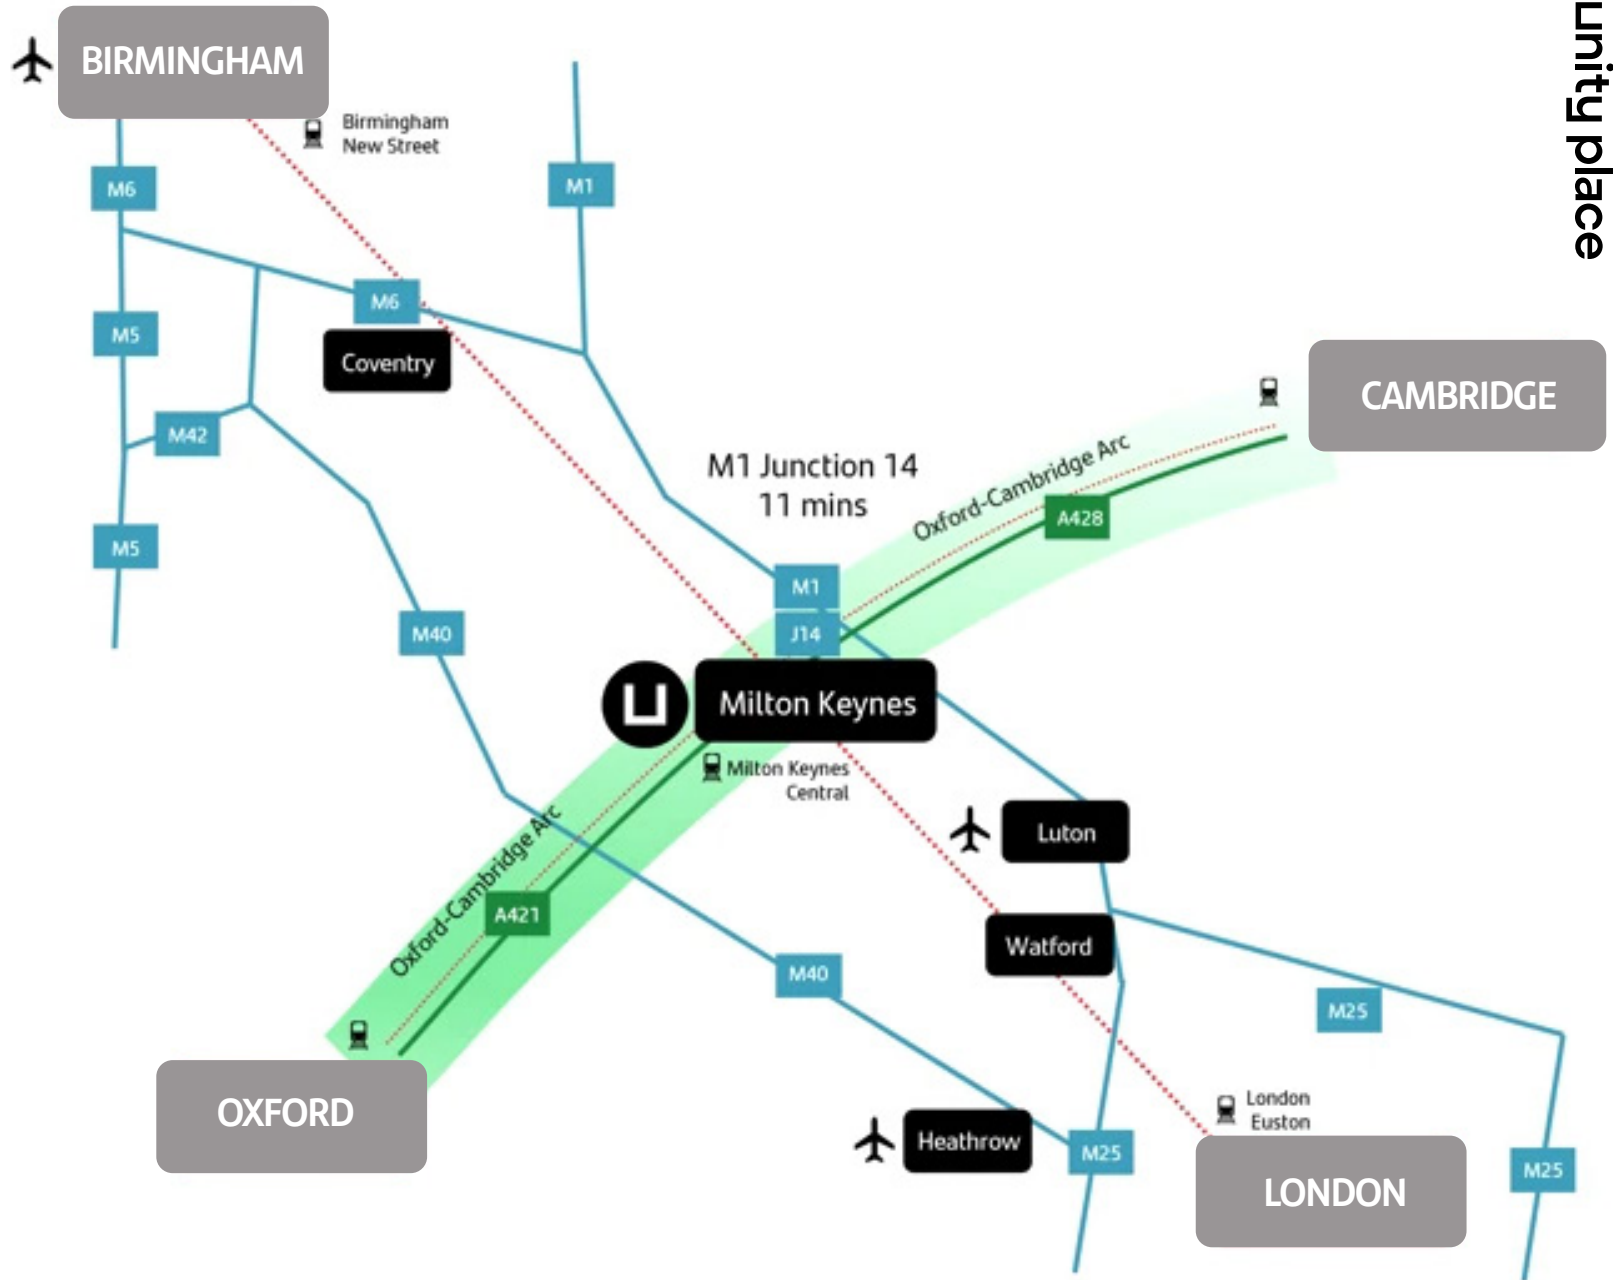 BIRMINGHAM
unity place
Birmingham
New Street
M6
M1
M6
M5
Coventry
CAMBRIDGE
M42
M1 Junction 14
11 mins
Oxford-Cambridge Arc
A428
M5
M1
M40
J14
Milton Keynes
Milton Keynes
Central
Luton
Oxford-Cambridge Arc
A421
Watford
M40
M25
OXFORD
London
Euston
Heathrow
M25
M25
LONDON